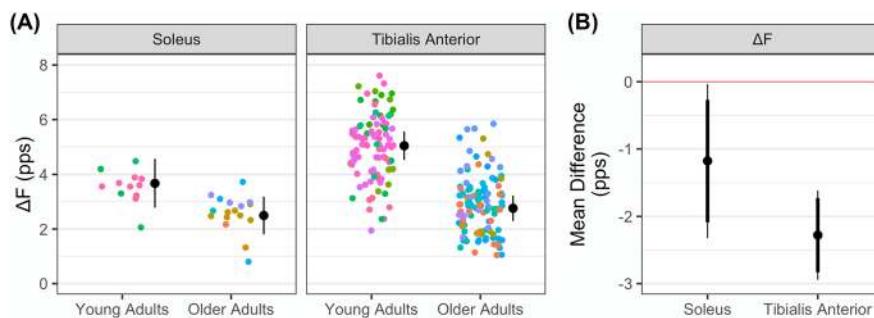 (A)
Soleus
Tibialis Anterior
ΔF (pps)
8
6
4
2
0
Young Adults
Older Adults
Young Adults
Older Adults
(B)
ΔF
Mean Difference
(pps)
0
-1
-2
-3
Soleus
Tibialis Anterior